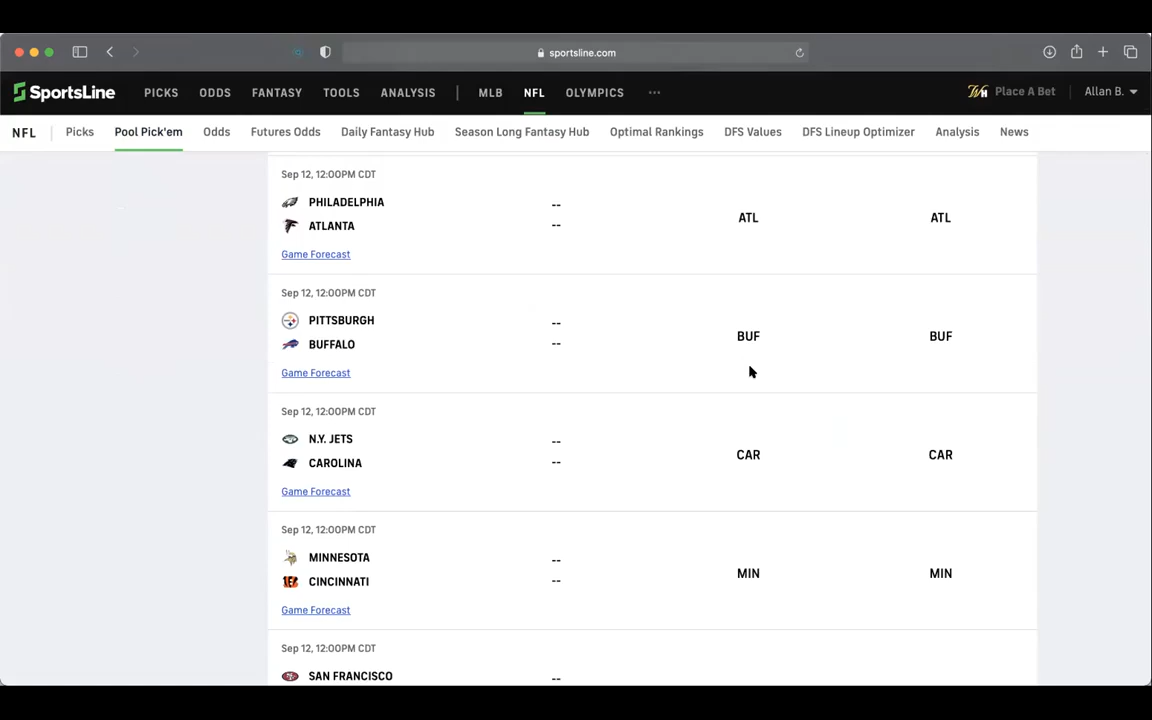 sportsline.com
SportsLine PICKS ODDS FANTASY TOOLS ANALYSIS | MLB NFL OLYMPICS ... WH Place A Bet Allan B.
NFL Picks Pool Pick'em Odds Futures Odds Daily Fantasy Hub Season Long Fantasy Hub Optimal Rankings DFS Values DFS Lineup Optimizer Analysis News
Sep 12, 12:00PM CDT
PHILADELPHIA --
ATL ATL
ATLANTA --
Game Forecast
Sep 12, 12:00PM CDT
PITTSBURGH --
BUF BUF
BUFFALO --
Game Forecast
Sep 12, 12:00PM CDT
N.Y. JETS --
CAR CAR
CAROLINA --
Game Forecast
Sep 12, 12:00PM CDT
MINNESOTA --
MIN MIN
CINCINNATI --
Game Forecast
Sep 12, 12:00PM CDT
SAN FRANCISCO --